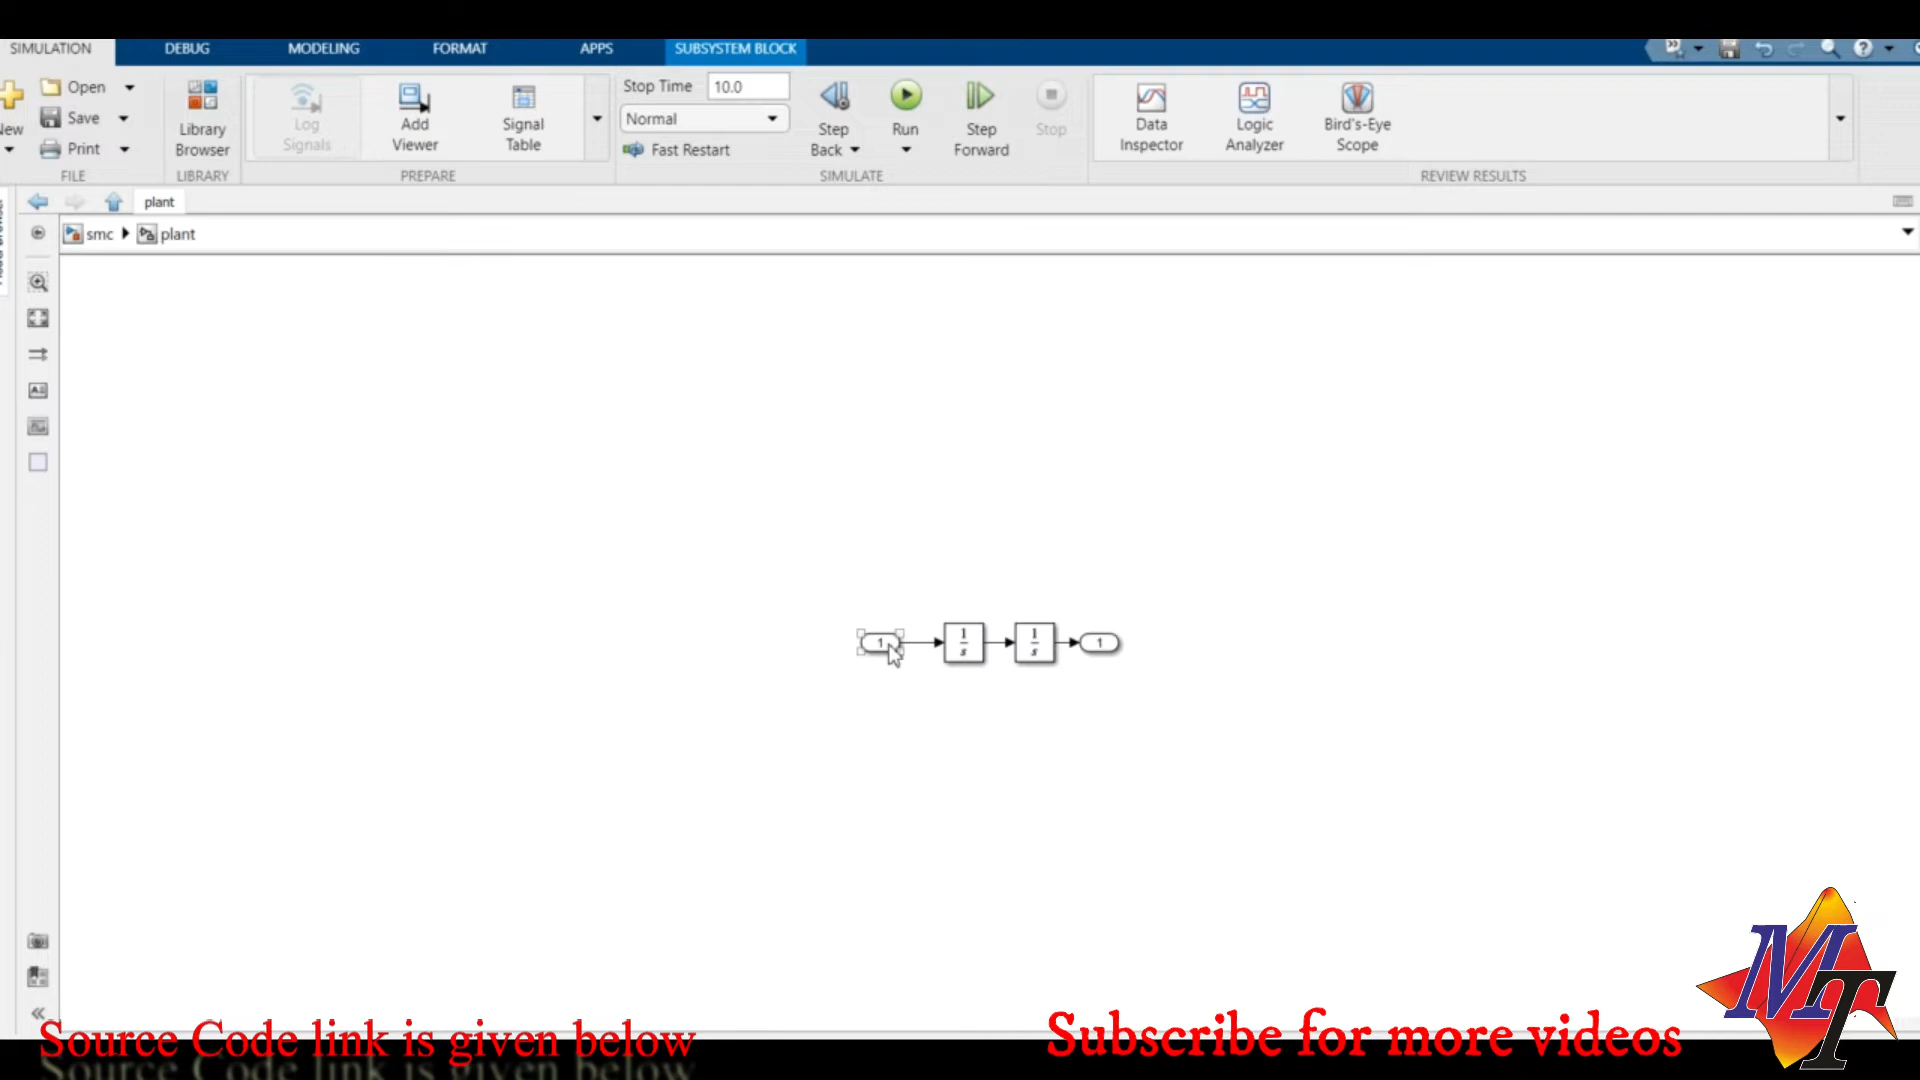 SIMULATION DEBUG MODELING FORMAT APPS SUBSYSTEM BLOCK
Open
Save
Print
New
FILE
Library
Browser
LIBRARY
Log
Signals
Add
Viewer
Signal
Table
PREPARE
Stop Time 10.0
Normal
Fast Restart
Step
Back
Run
Step
Forward
Stop
SIMULATE
Data
Inspector
Logic
Analyzer
Bird's-Eye
Scope
REVIEW RESULTS
plant
smc plant
1
1
s
1
s
1
MT
Source Code link is given below
Subscribe for more videos